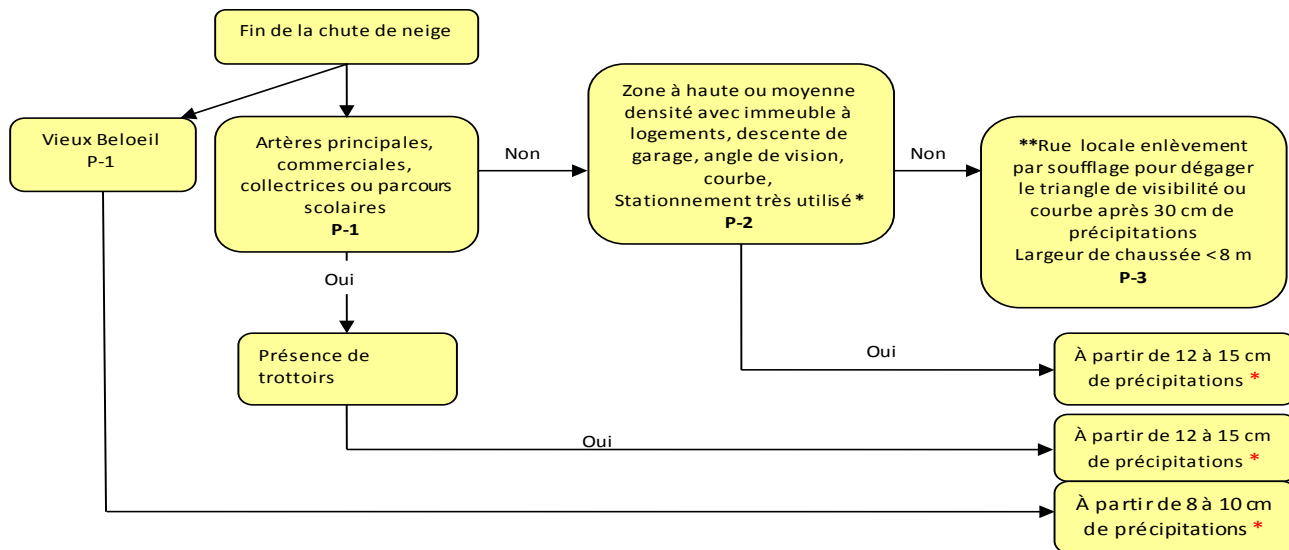 Fin de la chute de neige
Vieux Beloeil
P-1
Artères principales,
commerciales,
collectrices ou parcours
scolaires
P-1
Non
Zone à haute ou moyenne
densité avec immeuble à
logements, descente de
garage, angle de vision,
courbe,
Stationnement très utilisé *
P-2
Non
**Rue locale enlèvement
par soufflage pour dégager
le triangle de visibilité ou
courbe après 30 cm de
précipitations
Largeur de chaussée < 8 m
P-3
Oui
Présence de
trottoirs
Oui
À partir de 12 à 15 cm
de précipitations *
Oui
À partir de 12 à 15 cm
de précipitations *
À partir de 8 à 10 cm
de précipitations *